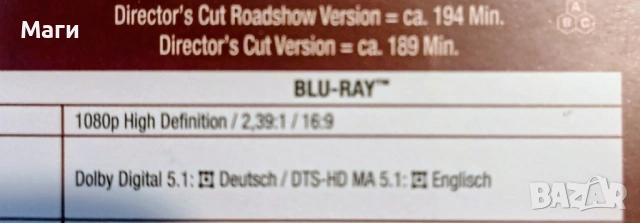 Director's Cut Roadshow Version = ca. 194 Min.
Маги
Director's Cut Version = ca. 189 Min.
A B C
BLU-RAY™
1080p High Definition / 2,39:1 / 16:9
Dolby Digital 5.1: Deutsch / DTS-HD MA 5.1: Englisch
BAZAR